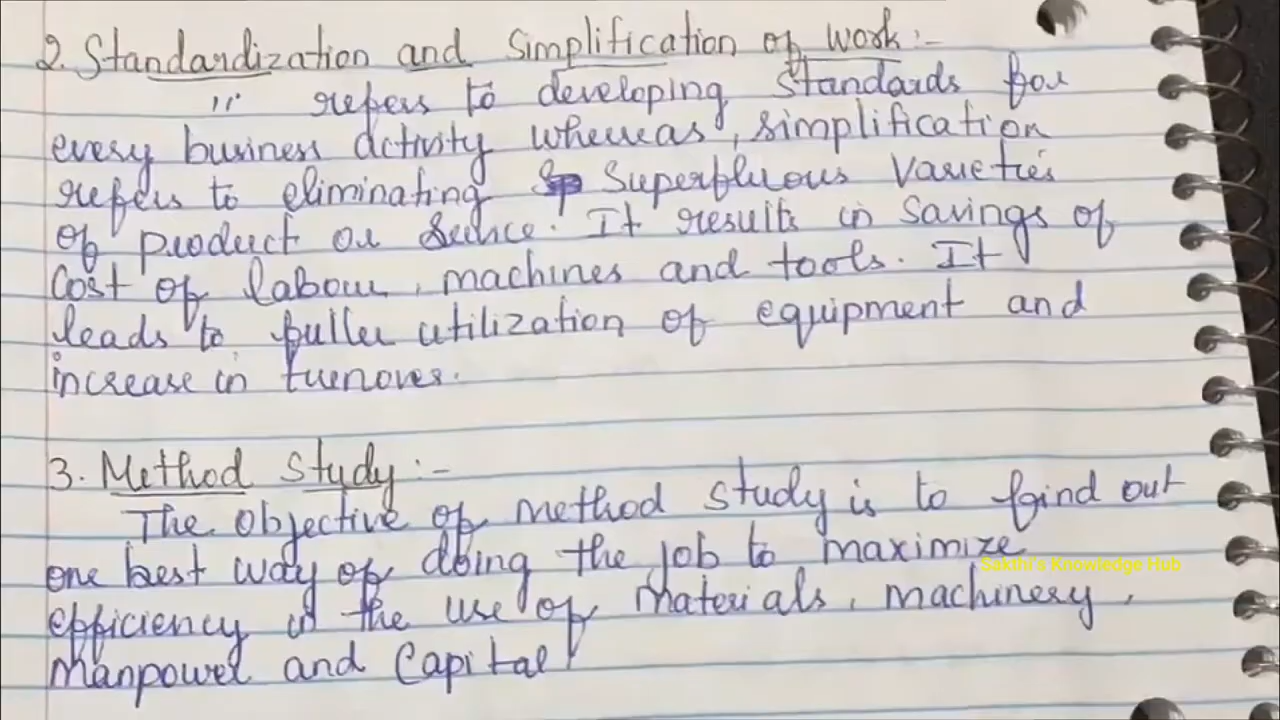 2. Standardization and Simplification of Work:-
" refers to developing standards for
every business activity whereas, simplification
refers to eliminating Superfluous Varieties
of product or Service. It results in Savings of
Cost of labour, machines and tools. It
leads to fuller utilization of equipment and
increase in turnover.
3. Method Study:-
The objective of method study is to find out
one best way of doing the job to maximize
Sakthi's Knowledge Hub
efficiency in the use of Materials, machinery,
Manpower and Capital